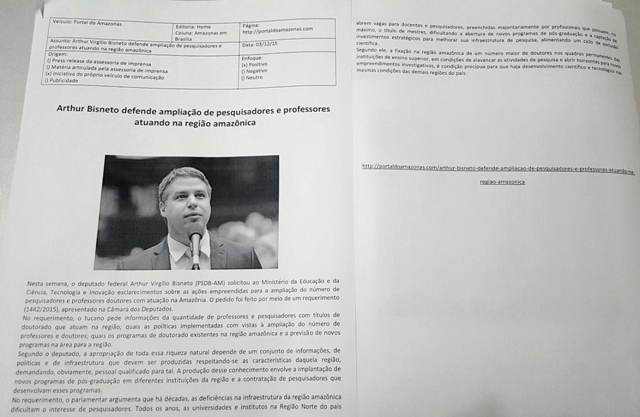 Veículo: Portal do Amazonas
Editoria: Home
Coluna: Amazonas em
Brasília
Página:
http://portaldoamazonas.com
Assunto: Arthur Virgílio Bisneto defende ampliação de pesquisadores e
professores atuando na região amazônica
Data: 03/12/15
Origem:
() Press release da assessoria de imprensa
() Matéria articulada pela assessoria de imprensa
(x) Iniciativa do próprio veículo de comunicação
() Publicidade
Enfoque:
(x) Positivo
() Negativo
() Neutro
Arthur Bisneto defende ampliação de pesquisadores e professores
atuando na região amazônica
Nesta semana, o deputado federal Arthur Virgílio Bisneto (PSDB-AM) solicitou ao Ministério da Educação e da
Ciência, Tecnologia e Inovação esclarecimentos sobre as ações empreendidas para a ampliação do número de
pesquisadores e professores doutores com atuação na Amazônia. O pedido foi feito por meio de um requerimento
(1442/2015), apresentado na Câmara dos Deputados.
No requerimento, o tucano pede informações da quantidade de professores e pesquisadores com títulos de
doutorado que atuam na região; quais as políticas implementadas com vistas à ampliação do número de
professores e doutores; quais os programas de doutorado existentes na região amazônica e a previsão de novos
programas na área para a região.
Segundo o deputado, a apropriação de toda essa riqueza natural depende de um conjunto de informações, de
políticas e de infraestrutura que devem ser produzidas respeitando-se as características daquela região,
demandando, obviamente, pessoal qualificado para tal. A produção desse conhecimento envolve a implantação de
novos programas de pós-graduação em diferentes instituições da região e a contratação de pesquisadores que
desenvolvam esses programas.
No requerimento, o parlamentar argumenta que há décadas, as deficiências na infraestrutura da região amazônica
dificultam o interesse de pesquisadores. Todos os anos, as universidades e institutos na Região Norte do país
abrem vagas para docentes e pesquisadores, preenchidas majoritariamente por profissionais que possuem, no
máximo, o título de mestres, dificultando a abertura de novos programas de pós-graduação e a captação de
investimentos estratégicos para melhorar sua infraestrutura de pesquisa, alimentando um ciclo de exclusão
científica.
Segundo ele, a fixação na região amazônica de um número maior de doutores nos quadros permanentes das
instituições de ensino superior, em condições de alavancar as atividades de pesquisa e abrir horizontes para novos
empreendimentos investigativos, é condição precípua para que haja desenvolvimento científico e tecnológico nas
mesmas condições das demais regiões do país.
http://portaldoamazonas.com/arthur-bisneto-defende-ampliacao-de-pesquisadores-e-professores-atuando-na
regiao-amazonica